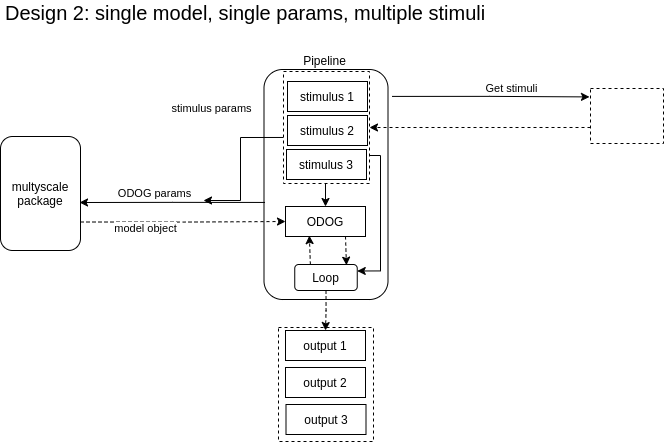 Design 2: single model, single params, multiple stimuli
Pipeline
Get stimuli
stimulus 1
stimulus params
stimulus 2
stimulus 3
multyscale
package
ODOG params
ODOG
model object
Loop
output 1
output 2
output 3